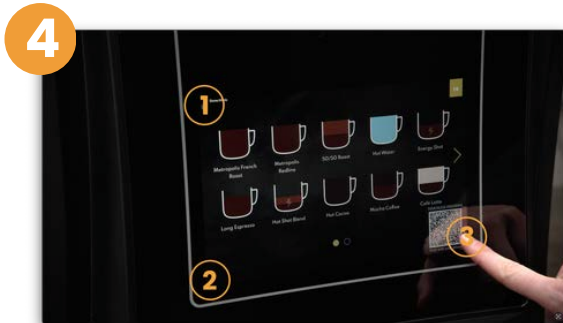 4
1
Metropolis French
Roast
Metropolis
Redline
50/50 Roast
Hot Water
Energy Shot
Long Espresso
Hot Shot Blend
Hot Cocoa
Mocha Coffee
Cafe Latte
2
3